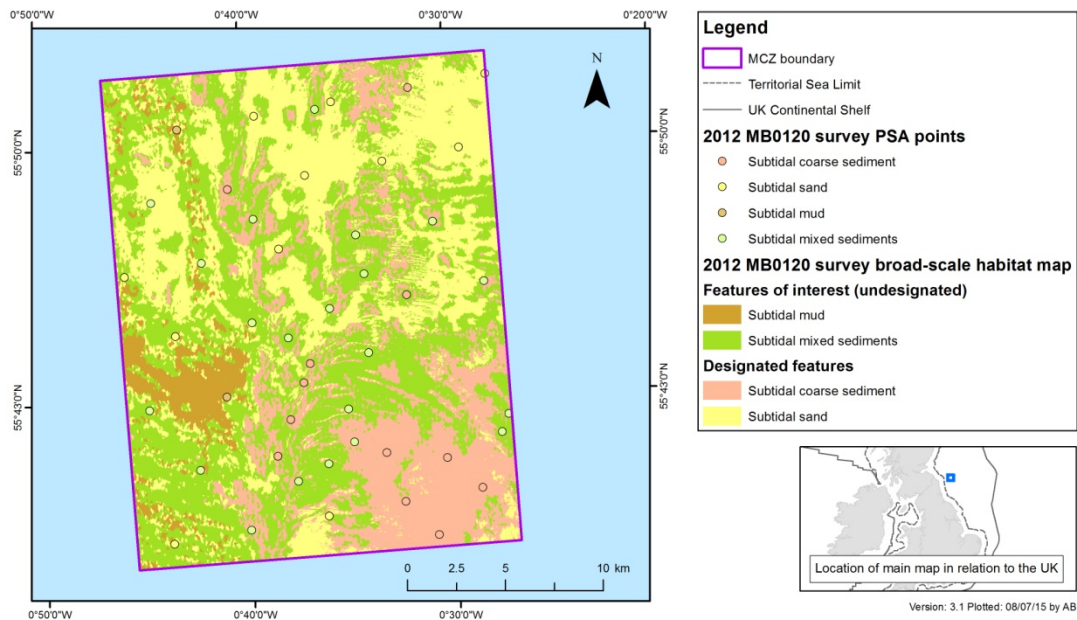 0°50'0"W
0°40'0"W
0°30'0"W
0°20'0"W
N
55°50'0"N
55°50'0"N
55°43'0"N
55°43'0"N
0 2.5 5 10 km
0°50'0"W
0°40'0"W
0°30'0"W
Legend
MCZ boundary
Territorial Sea Limit
UK Continental Shelf
2012 MB0120 survey PSA points
Subtidal coarse sediment
Subtidal sand
Subtidal mud
Subtidal mixed sediments
2012 MB0120 survey broad-scale habitat map
Features of interest (undesignated)
Subtidal mud
Subtidal mixed sediments
Designated features
Subtidal coarse sediment
Subtidal sand
Location of main map in relation to the UK
Version: 3.1 Plotted: 08/07/15 by AB